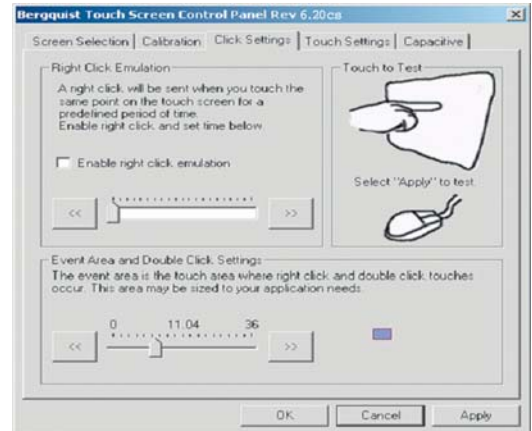 Bergquist Touch Screen Control Panel Rev 6.20cs
Screen Selection Calibration Click Settings Touch Settings Capacitive
Right Click Emulation
A right click will be sent when you touch the
same point on the touch screen for a
predefined period of time.
Enable right click and set time below.
Enable right click emulation
<< >>
Touch to Test
Select "Apply" to test
Event Area and Double Click Settings
The event area is the touch area where right click and double click touches
occur. This area may be sized to your application needs.
0 11.04 36
<< >>
OK Cancel Apply